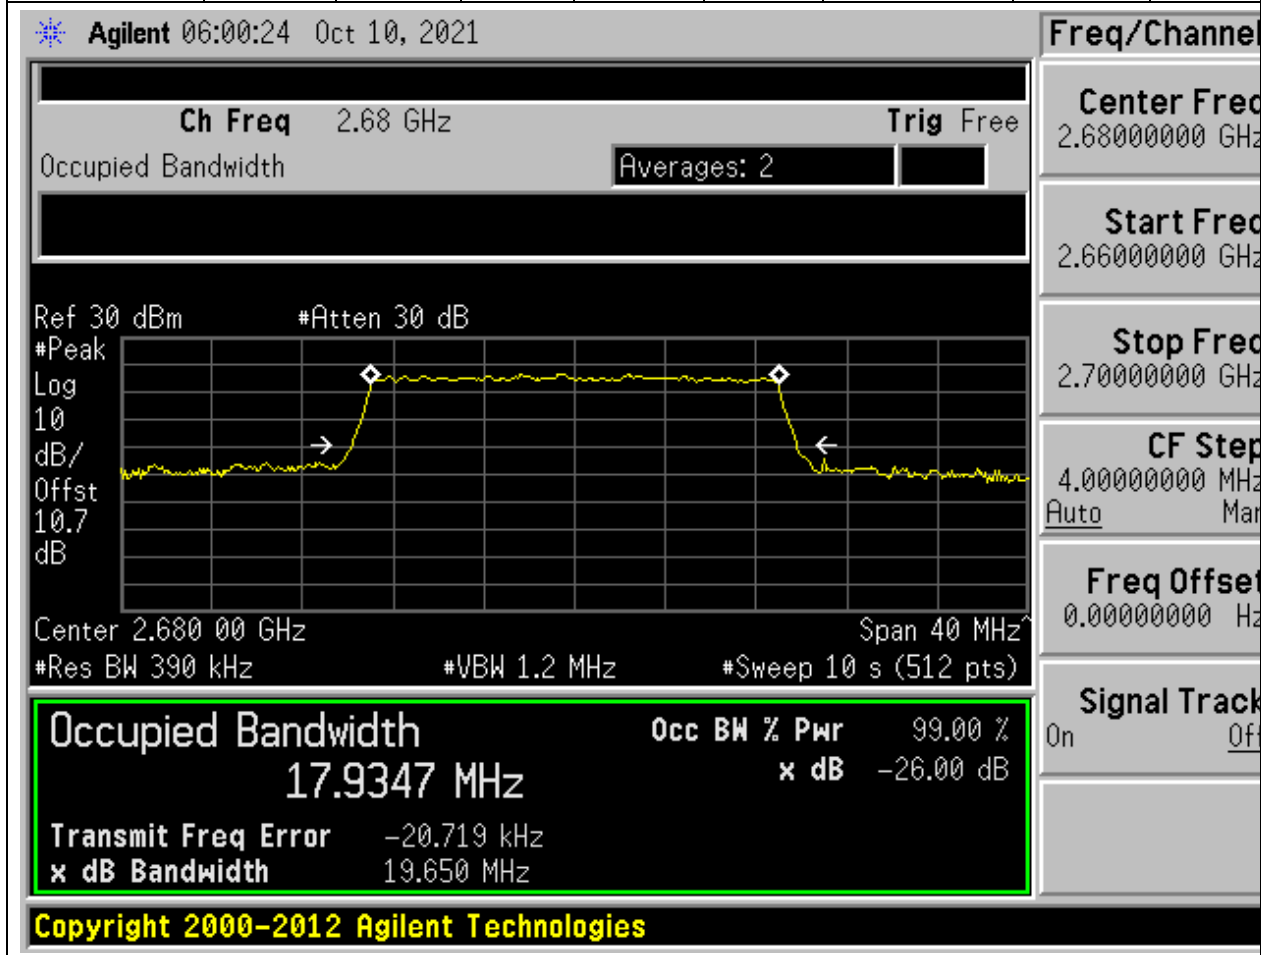 Agilent 06:00:24 Oct 10, 2021
Ch Freq 2.68 GHz Trig Free
Occupied Bandwidth Averages: 2
Ref 30 dBm #Atten 30 dB
#Peak
Log
10
dB/
Offst
10.7
dB
Center 2.680 00 GHz Span 40 MHz^
#Res BW 390 kHz #VBW 1.2 MHz #Sweep 10 s (512 pts)
Occupied Bandwidth Occ BW % Pwr 99.00 %
17.9347 MHz x dB -26.00 dB
Transmit Freq Error -20.719 kHz
x dB Bandwidth 19.650 MHz
Copyright 2000-2012 Agilent Technologies
Freq/Channel
Center Freq
2.68000000 GHz
Start Freq
2.66000000 GHz
Stop Freq
2.70000000 GHz
CF Step
4.00000000 MHz
Auto Man
Freq Offset
0.00000000 Hz
Signal Track
On Off